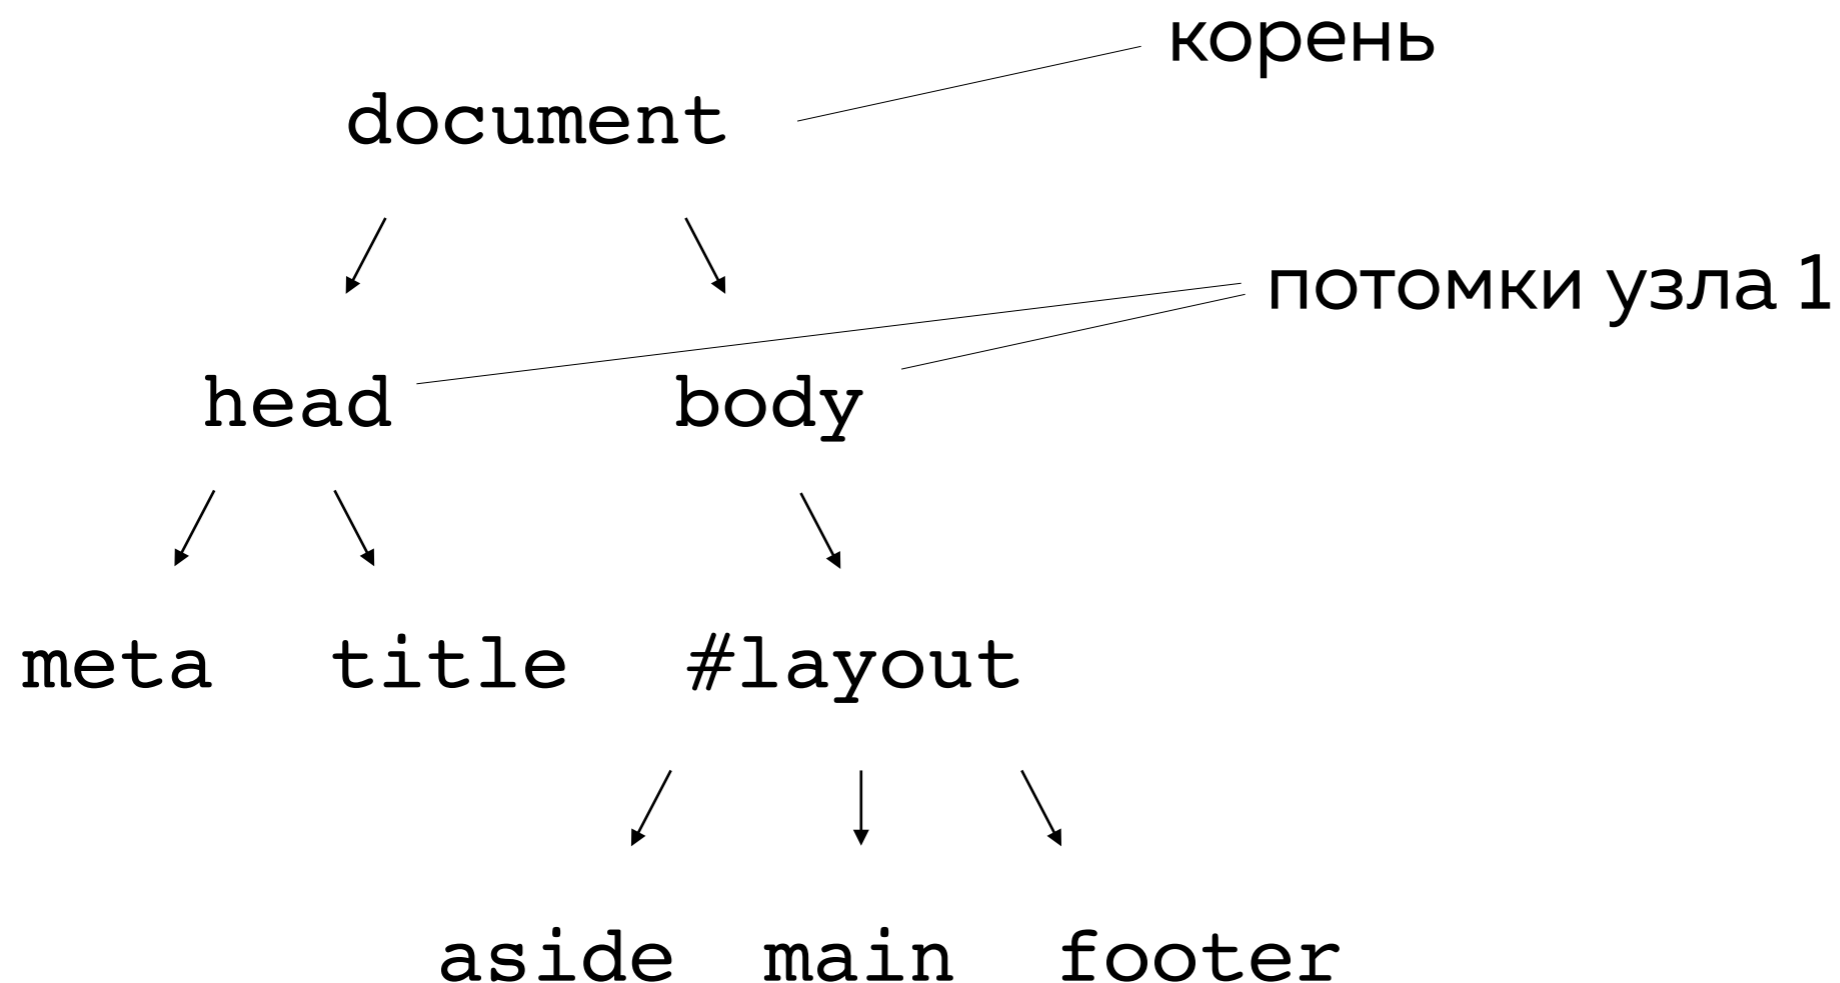 корень
document
потомки узла 1
head body
meta title #layout
aside main footer